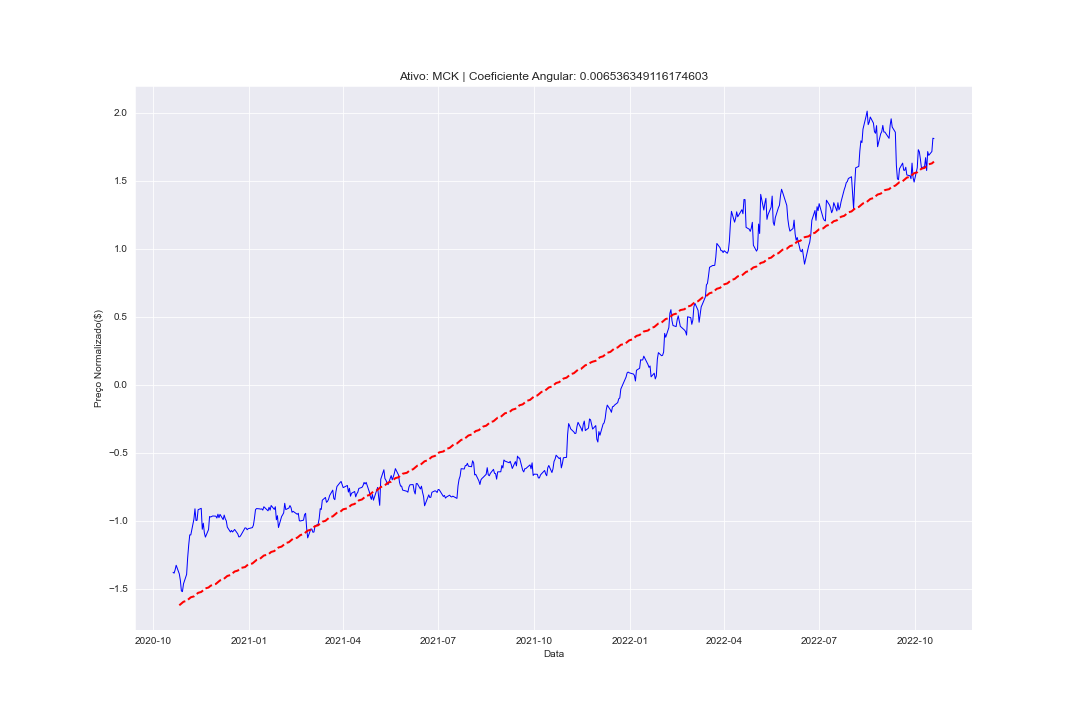 Ativo: MCK | Coeficiente Angular: 0.006536349116174603
Preço Normalizado($)
2.0
1.5
1.0
0.5
0.0
−0.5
−1.0
−1.5
2020-10 2021-01 2021-04 2021-07 2021-10 2022-01 2022-04 2022-07 2022-10
Data